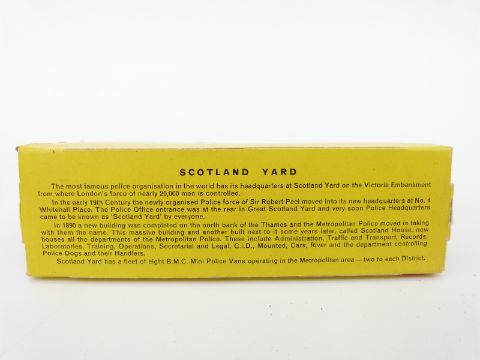 SCOTLAND YARD
The most famous police organisation in the world has its headquarters at Scotland Yard on the Victoria Embankment
from where London's force of nearly 20,000 men is controlled.
In the early 19th Century the newly organised Police force of Sir Robert Peel moved into its new headquarters at No. 4
Whitehall Place. The Police Office entrance was at the rear in Great Scotland Yard and very soon Police Headquarters
came to be known as 'Scotland Yard' by everyone.
In 1890 a new building was completed on the north bank of the Thames and the Metropolitan Police moved in taking
with them the name. This massive building and another built next to it some years later, called Scotland House, now
houses all the departments of the Metropolitan Police. These include Administration, Traffic and Transport, Records,
Laboratories, Training, Operations, Secretarial and Legal, C.I.D., Mounted, Cars, River and the department controlling
Police Dogs and their Handlers.
Scotland Yard has a fleet of eight B.M.C. Mini Police Vans operating in the Metropolitan area—two to each District.